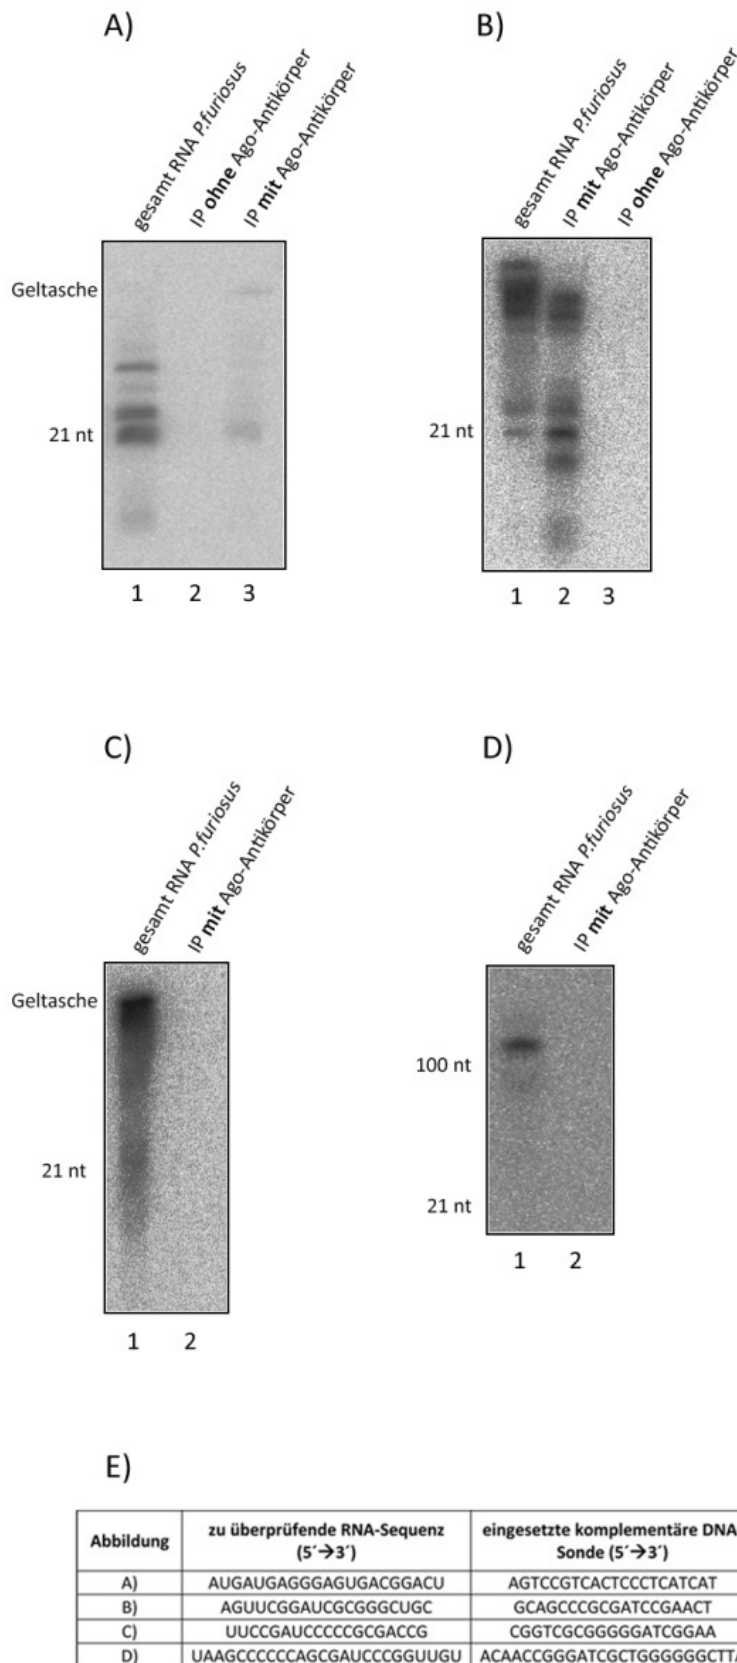 A)
B)
gesamt RNA P.furiosus
IP ohne Ago-Antikörper
IP mit Ago-Antikörper
gesamt RNA P.furiosus
IP mit Ago-Antikörper
IP ohne Ago-Antikörper
Geltasche
21 nt
21 nt
1 2 3
1 2 3
C)
D)
gesamt RNA P.furiosus
IP mit Ago-Antikörper
gesamt RNA P.furiosus
IP mit Ago-Antikörper
Geltasche
21 nt
100 nt
21 nt
1 2
1 2
E)
Abbildung
zu überprüfende RNA-Sequenz
(5´→3´)
eingesetzte komplementäre DNA
Sonde (5´→3´)
A) AUGAUGAGGGAGUGACGGACU AGTCCGTCACTCCCTCATCAT
B) AGUUCGGAUCGCGGGCUGC GCAGCCCGCGATCCGAACT
C) UUCCGAUCCCCCGCGACCG CGGTCGCGGGGGATCGGAA
D) UAAGCCCCCCAGCGAUCCCGGUUGU ACAACCGGGATCGCTGGGGGGCTTA